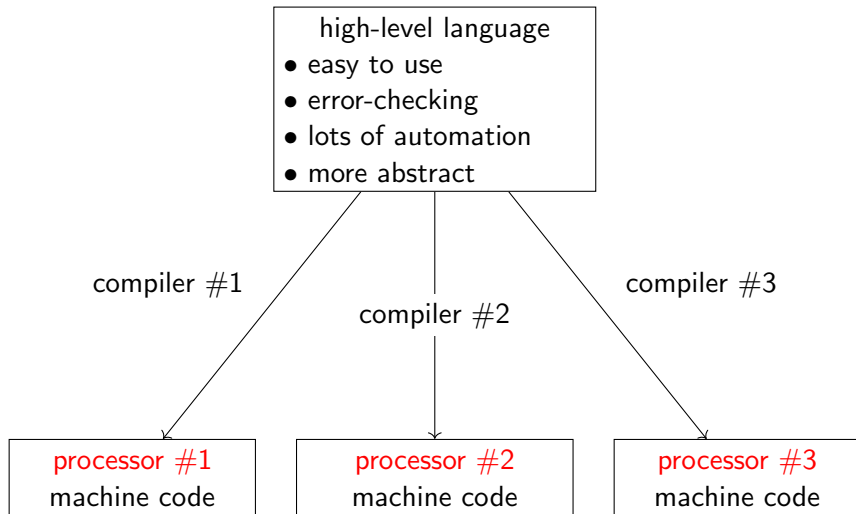 high-level language
• easy to use
• error-checking
• lots of automation
• more abstract
compiler #1
compiler #2
compiler #3
processor #1
machine code
processor #2
machine code
processor #3
machine code